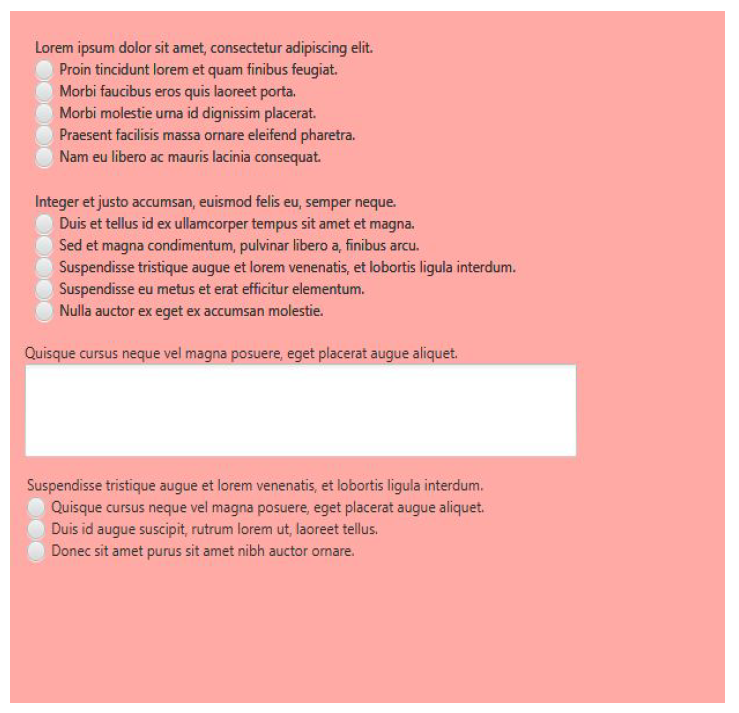 Lorem ipsum dolor sit amet, consectetur adipiscing elit.
Proin tincidunt lorem et quam finibus feugiat.
Morbi faucibus eros quis laoreet porta.
Morbi molestie urna id dignissim placerat.
Praesent facilisis massa ornare eleifend pharetra.
Nam eu libero ac mauris lacinia consequat.
Integer et justo accumsan, euismod felis eu, semper neque.
Duis et tellus id ex ullamcorper tempus sit amet et magna.
Sed et magna condimentum, pulvinar libero a, finibus arcu.
Suspendisse tristique augue et lorem venenatis, et lobortis ligula interdum.
Suspendisse eu metus et erat efficitur elementum.
Nulla auctor ex eget ex accumsan molestie.
Quisque cursus neque vel magna posuere, eget placerat augue aliquet.
Suspendisse tristique augue et lorem venenatis, et lobortis ligula interdum.
Quisque cursus neque vel magna posuere, eget placerat augue aliquet.
Duis id augue suscipit, rutrum lorem ut, laoreet tellus.
Donec sit amet purus sit amet nibh auctor ornare.